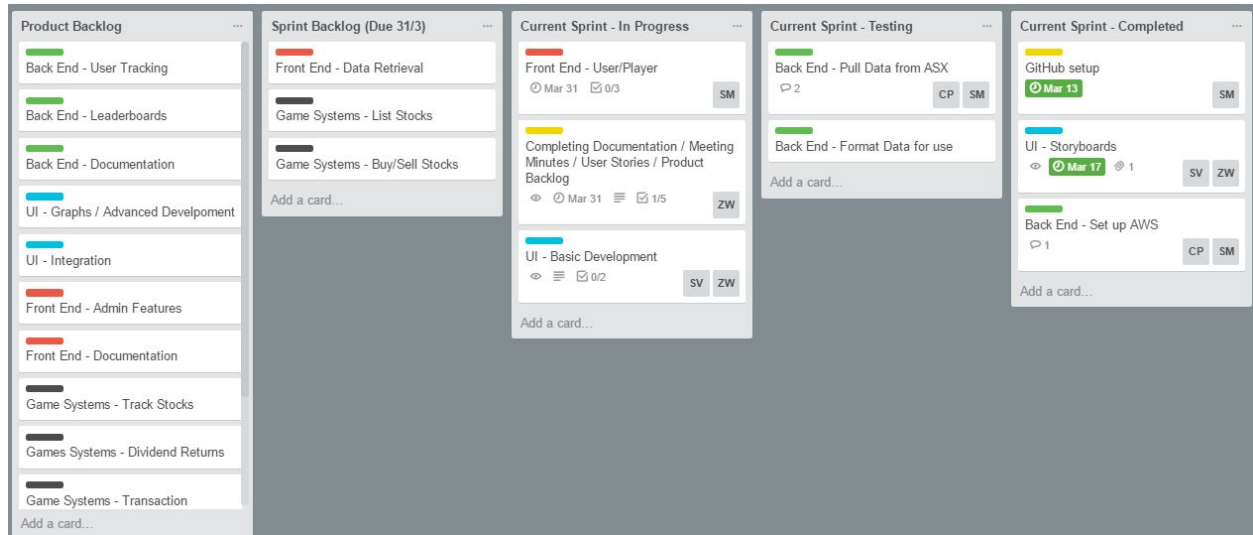 Product Backlog
Back End - User Tracking
Back End - Leaderboards
Back End - Documentation
UI - Graphs / Advanced Develpoment
UI - Integration
Front End - Admin Features
Front End - Documentation
Game Systems - Track Stocks
Games Systems - Dividend Returns
Game Systems - Transaction
Add a card...
Sprint Backlog (Due 31/3)
Front End - Data Retrieval
Game Systems - List Stocks
Game Systems - Buy/Sell Stocks
Add a card...
Current Sprint - In Progress
Front End - User/Player
Mar 31 0/3
SM
Completing Documentation / Meeting
Minutes / User Stories / Product
Backlog
Mar 31 1/5
ZW
UI - Basic Development
0/2
SV ZW
Add a card...
Current Sprint - Testing
Back End - Pull Data from ASX
2
CP SM
Back End - Format Data for use
Add a card...
Current Sprint - Completed
GitHub setup
Mar 13
SM
UI - Storyboards
Mar 17 1
SV ZW
Back End - Set up AWS
1
CP SM
Add a card...